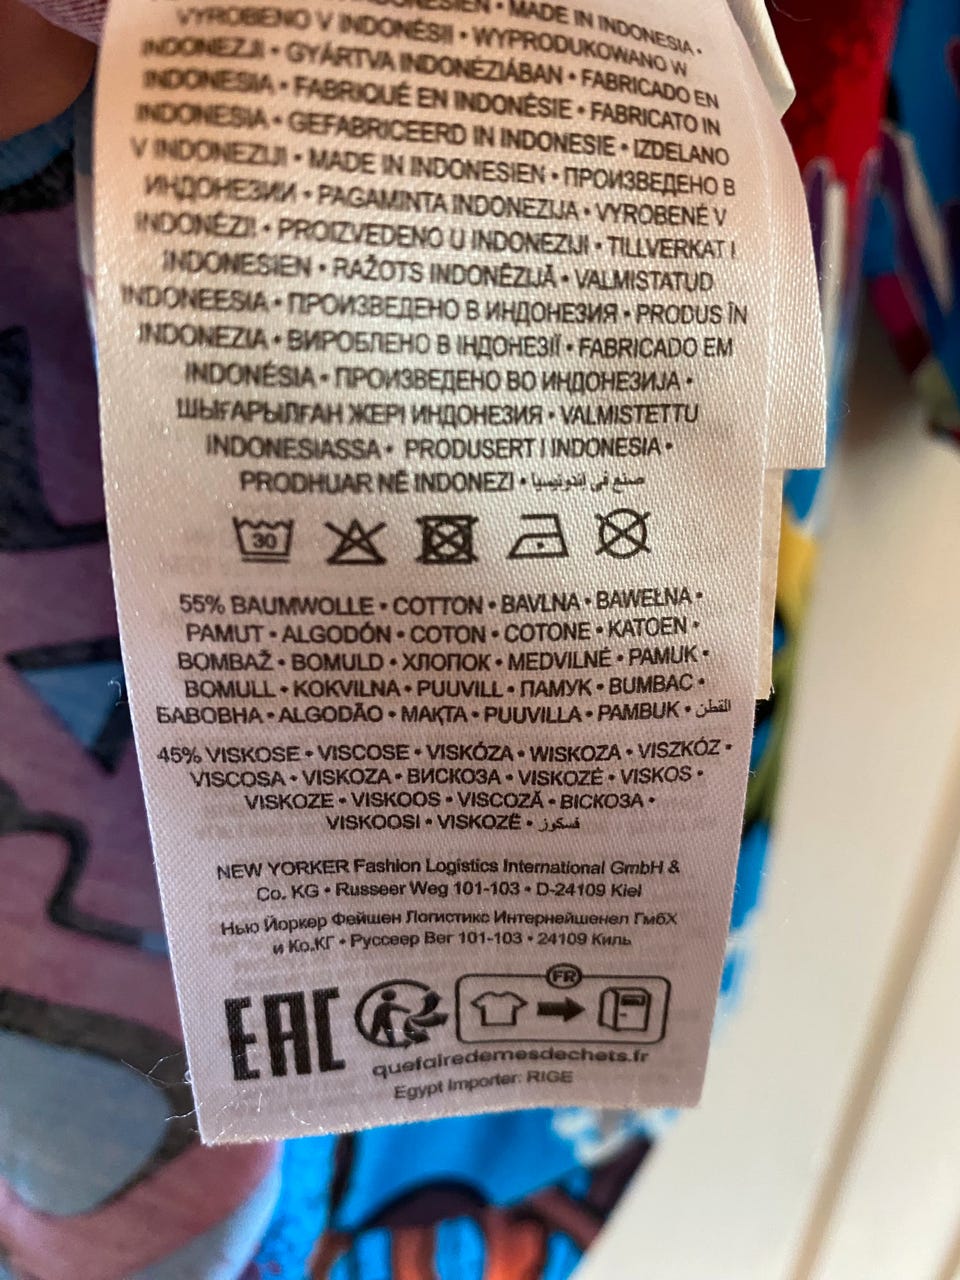 INDONESIEN • MADE IN INDONESIA •
VYROBENO V INDONÉSII • WYPRODUKOWANO W
INDONEZJI • GYÁRTVA INDONÉZIÁBAN • FABRICADO EN
INDONESIA • FABRIQUÉ EN INDONÉSIE • FABRICATO IN
INDONESIA • GEFABRICEERD IN INDONESIE • IZDELANO
V INDONEZIJI • MADE IN INDONESIEN • ПРОИЗВЕДЕНО В
ИНДОНЕЗИИ • PAGAMINTA INDONEZIJA • VYROBENÉ V
INDONÉZII • PROIZVEDENO U INDONEZIJI • TILLVERKAT I
INDONESIEN • RAŽOTS INDONĒZIJĀ • VALMISTATUD
INDONEESIA • ПРОИЗВЕДЕНО В ИНДОНЕЗИЯ • PRODUS ÎN
INDONEZIA • ВИРОБЛЕНО В ІНДОНЕЗІЇ • FABRICADO EM
INDONÉSIA • ПРОИЗВЕДЕНО ВО ИНДОНЕЗИЈА •
ШЫҒАРЫЛҒАН ЖЕРІ ИНДОНЕЗИЯ • VALMISTETTU
INDONESIASSA • PRODUSERT I INDONESIA •
PRODHUAR NË INDONEZI • صنع في إندونيسيا
30
55% BAUMWOLLE • COTTON • BAVLNA • BAWEŁNA •
PAMUT • ALGODÓN • COTON • COTONE • KATOEN •
BOMBAŽ • BOMULD • ХЛОПОК • MEDVILNĖ • PAMUK •
BOMULL • KOKVILNA • PUUVILL • ПАМУК • BUMBAC •
БАВОВНА • ALGODÃO • МАҚТА • PUUVILLA • PAMBUK • القطن
45% VISKOSE • VISCOSE • VISKÓZA • WISKOZA • VISZKÓZ •
VISCOSA • VISKOZA • ВИСКОЗА • VISKOZĖ • VISKOS •
VISKOZE • VISKOOS • VISCOZĂ • ВІСКОЗА •
VISKOOSI • VISKOZË • فسكوز
NEW YORKER Fashion Logistics International GmbH &
Co. KG • Russeer Weg 101-103 • D-24109 Kiel
Нью Йоркер Фейшен Логистикс Интернейшенел ГмбХ
и Ко.КГ • Руссеер Вег 101-103 • 24109 Киль
EAC
FR
quefairedemesdechets.fr
Egypt Importer: RIGE